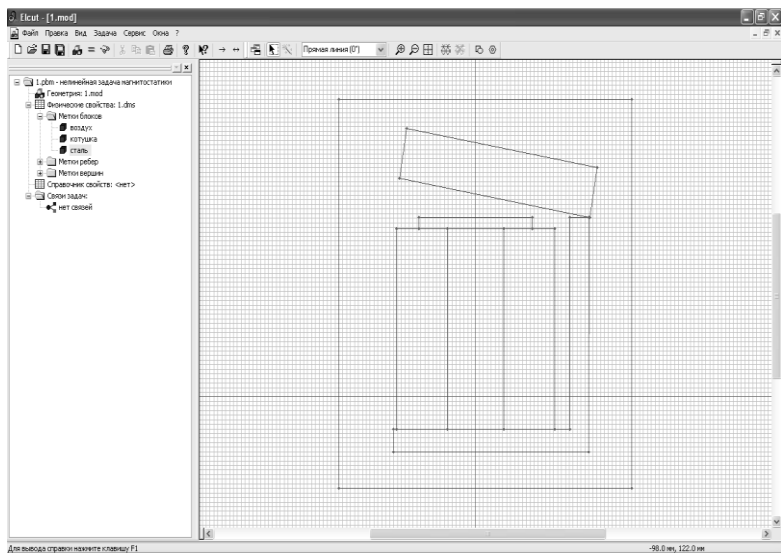 Elcut - [1.mod]
Файл Правка Вид Задача Сервис Окна ?
Прямая линия (0°)
1.pbm - нелинейная задача магнитостатики
Геометрия: 1.mod
Физические свойства: 1.dms
Метки блоков
воздух
котушка
сталь
Метки ребер
Метки вершин
Справочник свойств: <нет>
Связи задач:
нет связей
Для вывода справки нажмите клавишу F1
-98.0 мм, 122.0 мм